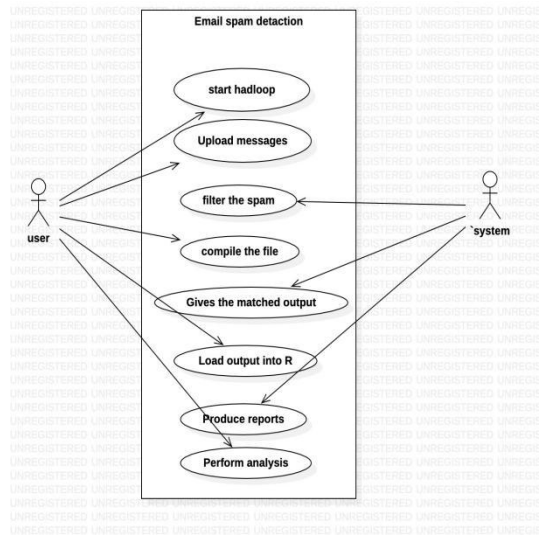 Email spam detaction
start hadloop
Upload messages
filter the spam
compile the file
user
`system
Gives the matched output
Load output into R
Produce reports
Perform analysis
UNREGISTERED